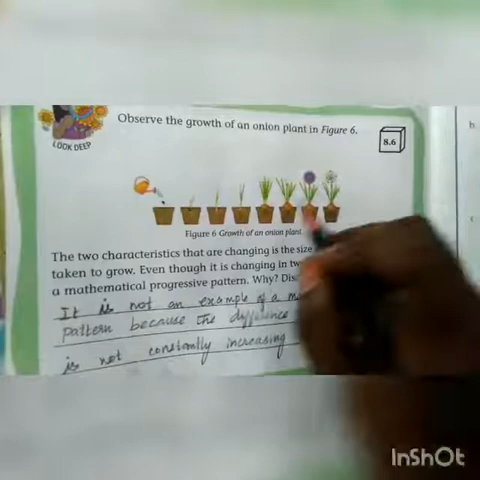 Observe the growth of an onion plant in Figure 6.
LOOK DEEP
8.6
b.
Figure 6 Growth of an onion plant
The two characteristics that are changing is the size
taken to grow. Even though it is changing in
a mathematical progressive pattern. Why?
It is not an example of a
pattern because the difference
is not constantly increasing
InShOt